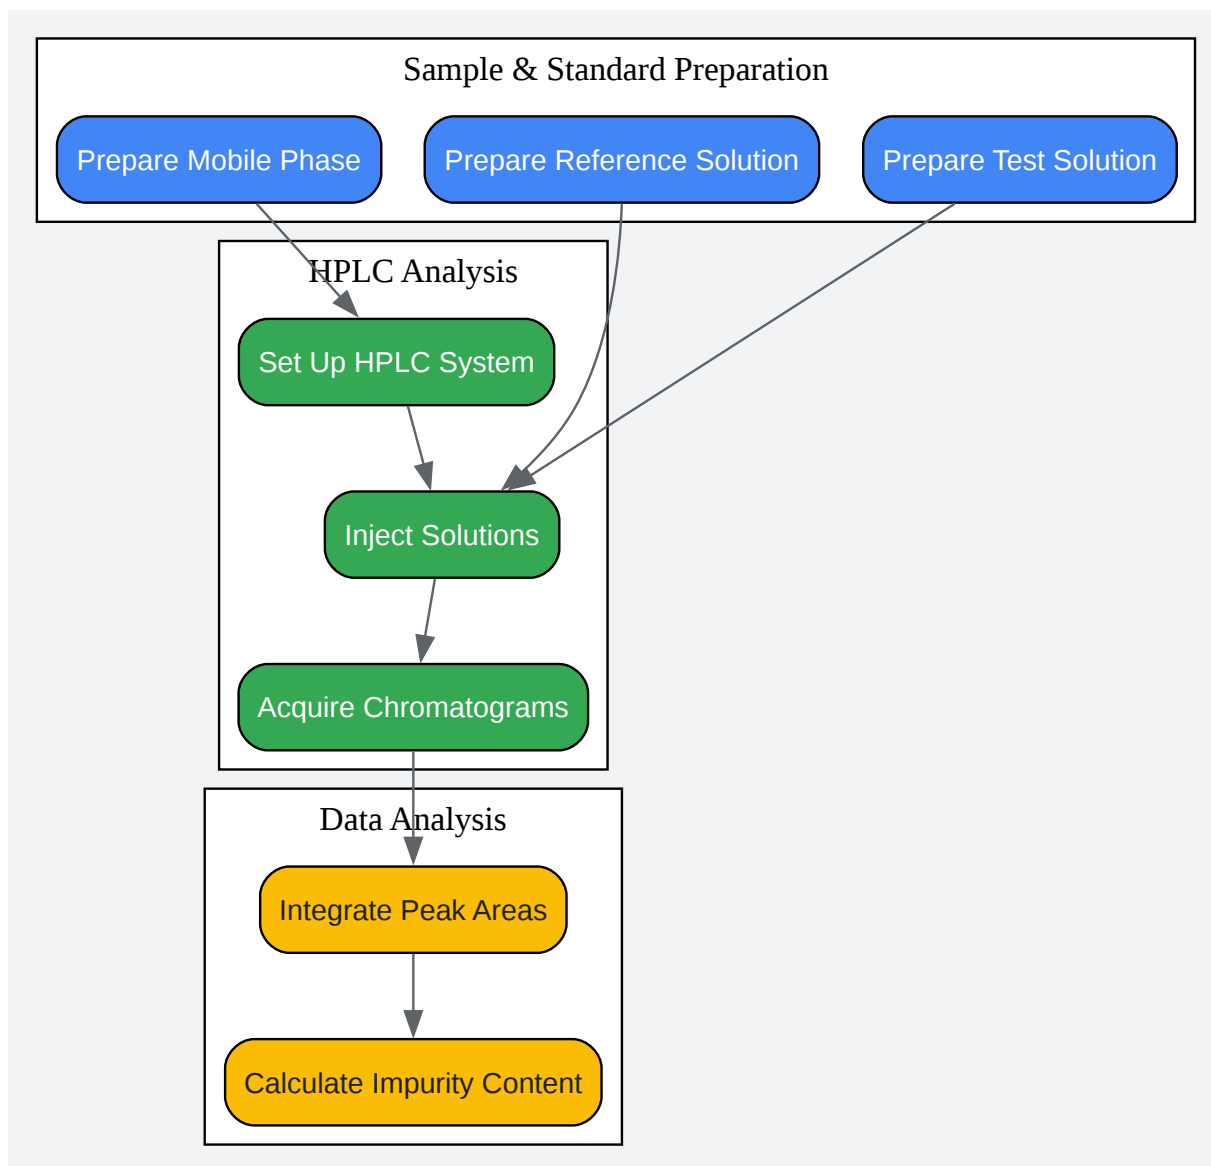 Sample & Standard Preparation
Prepare Mobile Phase
Prepare Reference Solution
Prepare Test Solution
HPLC Analysis
Set Up HPLC System
Inject Solutions
Acquire Chromatograms
Data Analysis
Integrate Peak Areas
Calculate Impurity Content